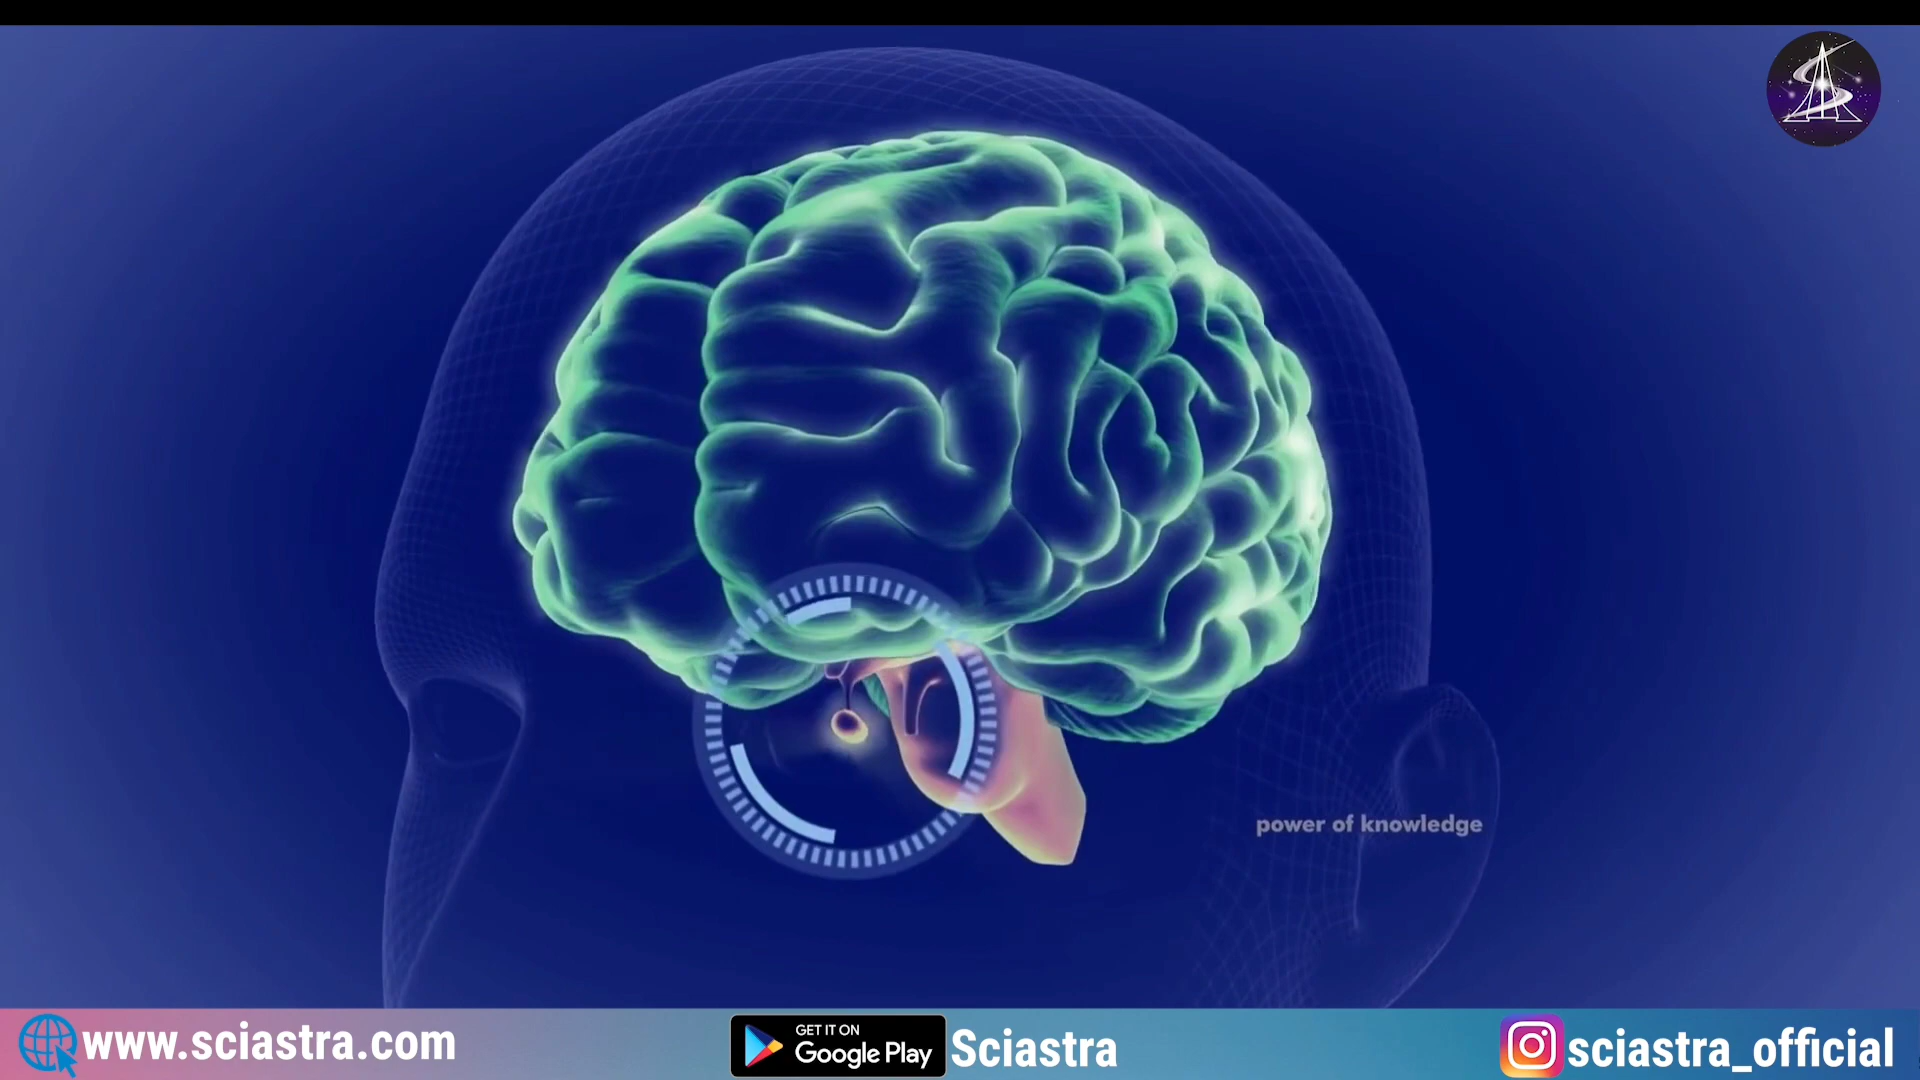 power of knowledge
www.sciastra.com
GET IT ON
Google Play
Sciastra
sciastra_official